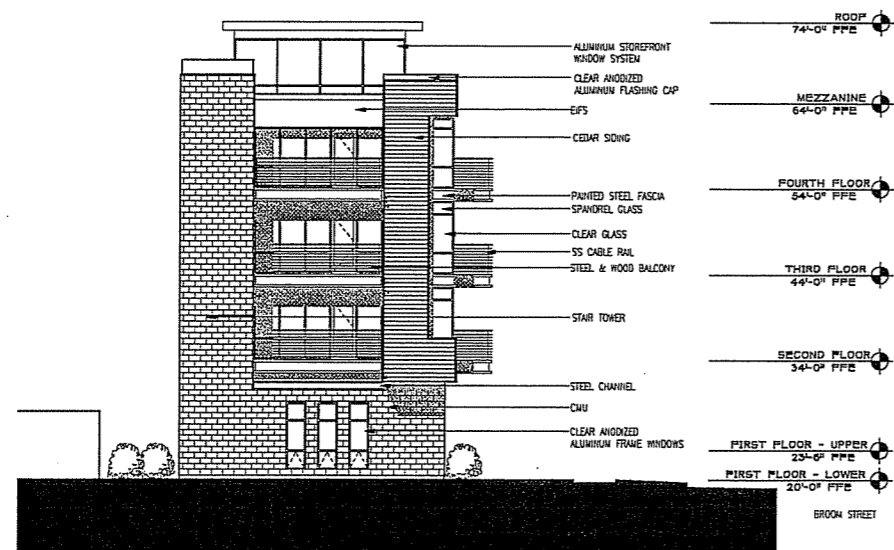 ROOF
74'-0" FFE
ALUMINUM STOREFRONT
WINDOW SYSTEM
CLEAR ANODIZED
ALUMINUM FLASHING CAP
MEZZANINE
64'-0" FFE
EIFS
CEDAR SIDING
FOURTH FLOOR
54'-0" FFE
PAINTED STEEL FASCIA
SPANDREL GLASS
CLEAR GLASS
SS CABLE RAIL
STEEL & WOOD BALCONY
THIRD FLOOR
44'-0" FFE
STAIR TOWER
SECOND FLOOR
34'-0" FFE
STEEL CHANNEL
CMU
CLEAR ANODIZED
ALUMINUM FRAME WINDOWS
FIRST FLOOR - UPPER
23'-6" FFE
FIRST FLOOR - LOWER
20'-0" FFE
BROOM STREET